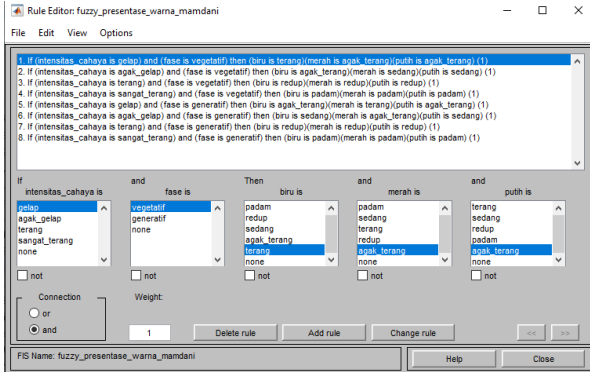 Rule Editor: fuzzy_presentase_warna_mamdani
File Edit View Options
1. If (intensitas_cahaya is gelap) and (fase is vegetatif) then (biru is terang)(merah is agak_terang)(putih is agak_terang) (1)
2. If (intensitas_cahaya is agak_gelap) and (fase is vegetatif) then (biru is agak_terang)(merah is sedang)(putih is sedang) (1)
3. If (intensitas_cahaya is terang) and (fase is vegetatif) then (biru is redup)(merah is redup)(putih is redup) (1)
4. If (intensitas_cahaya is sangat_terang) and (fase is vegetatif) then (biru is padam)(merah is padam)(putih is padam) (1)
5. If (intensitas_cahaya is gelap) and (fase is generatif) then (biru is agak_terang)(merah is terang)(putih is agak_terang) (1)
6. If (intensitas_cahaya is agak_gelap) and (fase is generatif) then (biru is sedang)(merah is agak_terang)(putih is sedang) (1)
7. If (intensitas_cahaya is terang) and (fase is generatif) then (biru is redup)(merah is redup)(putih is redup) (1)
8. If (intensitas_cahaya is sangat_terang) and (fase is generatif) then (biru is padam)(merah is padam)(putih is padam) (1)
If and Then and and
intensitas_cahaya is fase is biru is merah is putih is
gelap vegetatif padam padam terang
agak_gelap generatif redup sedang sedang
terang none sedang terang redup
sangat_terang agak_terang redup padam
none terang agak_terang agak_terang
none none none
not not not not not
Connection Weight:
or
and 1 Delete rule Add rule Change rule << >>
FIS Name: fuzzy_presentase_warna_mamdani Help Close